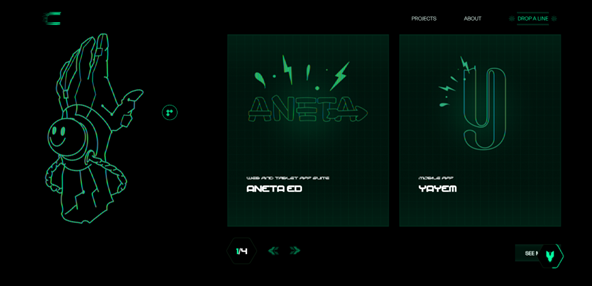 PROJECTS
ABOUT
DROP A LINE
ANETA
y
WEB AND TABLET APP SUITE
ANETA ED
MOBILE APP
YAYEM
1/4
SEE